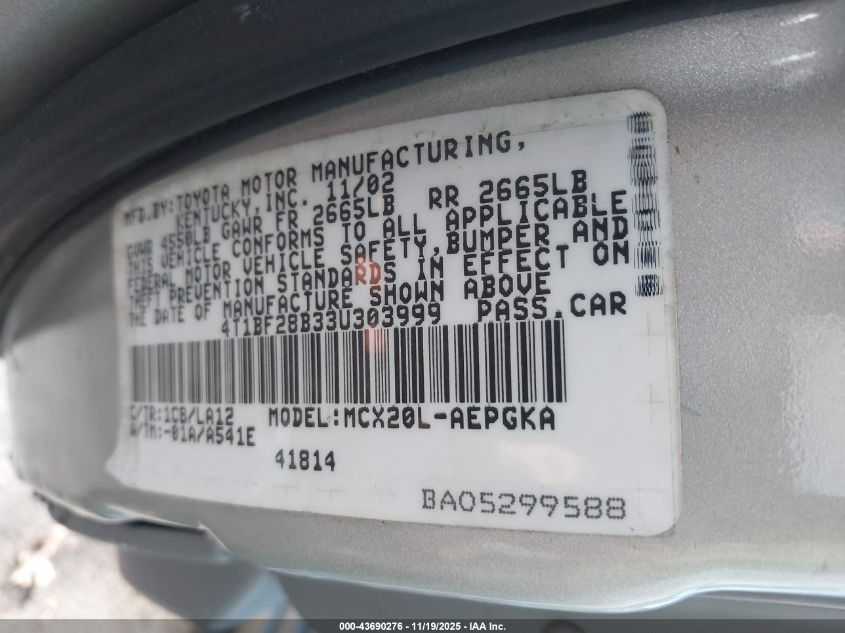 MFD.BY:TOYOTA MOTOR MANUFACTURING,
KENTUCKY,INC. 11/02
GVWR 4550LB GAWR FR 2665LB RR 2665LB
THIS VEHICLE CONFORMS TO ALL APPLICABLE
FEDERAL MOTOR VEHICLE SAFETY,BUMPER AND
THEFT PREVENTION STANDARDS IN EFFECT ON
THE DATE OF MANUFACTURE SHOWN ABOVE
4T1BF28B33U303999 PASS.CAR
C/TR:1CB/LA12 MODEL:MCX20L-AEPGKA
A/TM:-01A/A541E
41814
BA05299588
000-43690276 - 11/19/2025 - IAA Inc.